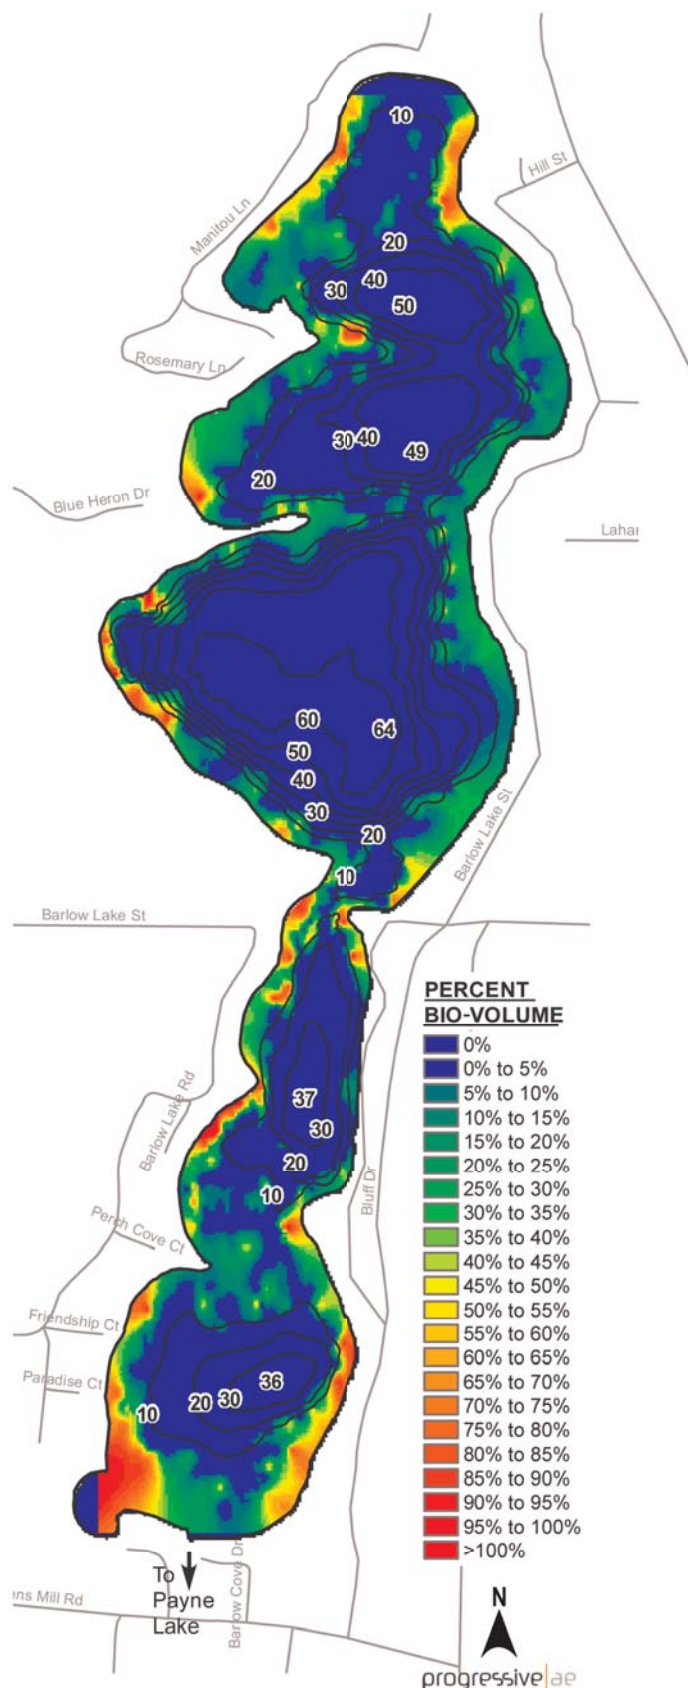 10
Hill St
Manitou Ln
20
40
30
50
Rosemary Ln
30
40
49
20
Blue Heron Dr
Lahar
60
64
50
40
30
20
10
Barlow Lake St
Barlow Lake St
PERCENT
BIO-VOLUME
0%
0% to 5%
5% to 10%
10% to 15%
15% to 20%
20% to 25%
25% to 30%
30% to 35%
35% to 40%
40% to 45%
45% to 50%
50% to 55%
55% to 60%
60% to 65%
65% to 70%
70% to 75%
75% to 80%
80% to 85%
85% to 90%
90% to 95%
95% to 100%
>100%
37
30
Barlow Lake Rd
20
10
Bluff Dr
Perch Cove Ct
Friendship Ct
Paradise Ct
36
30
20
10
To
Payne
Lake
Barlow Cove Dr
ens Mill Rd
N
progressive|ae